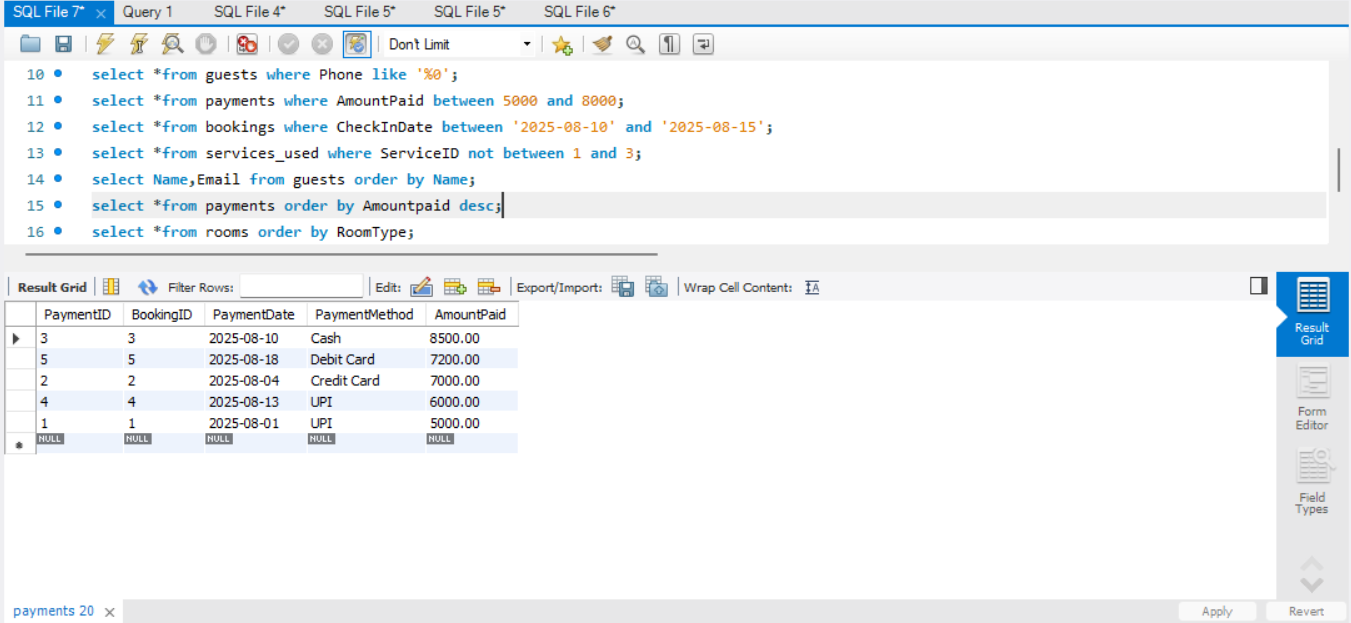 SQL File 7* Query 1 SQL File 4* SQL File 5* SQL File 5* SQL File 6*
Don't Limit
10 select *from guests where Phone like '%0';
11 select *from payments where AmountPaid between 5000 and 8000;
12 select *from bookings where CheckInDate between '2025-08-10' and '2025-08-15';
13 select *from services_used where ServiceID not between 1 and 3;
14 select Name,Email from guests order by Name;
15 select *from payments order by Amountpaid desc;
16 select *from rooms order by RoomType;
Result Grid Filter Rows: Edit: Export/Import: Wrap Cell Content: IA
PaymentID BookingID PaymentDate PaymentMethod AmountPaid
3 3 2025-08-10 Cash 8500.00
5 5 2025-08-18 Debit Card 7200.00
2 2 2025-08-04 Credit Card 7000.00
4 4 2025-08-13 UPI 6000.00
1 1 2025-08-01 UPI 5000.00
NULL NULL NULL NULL NULL
Result
Grid
Form
Editor
Field
Types
payments 20
Apply Revert